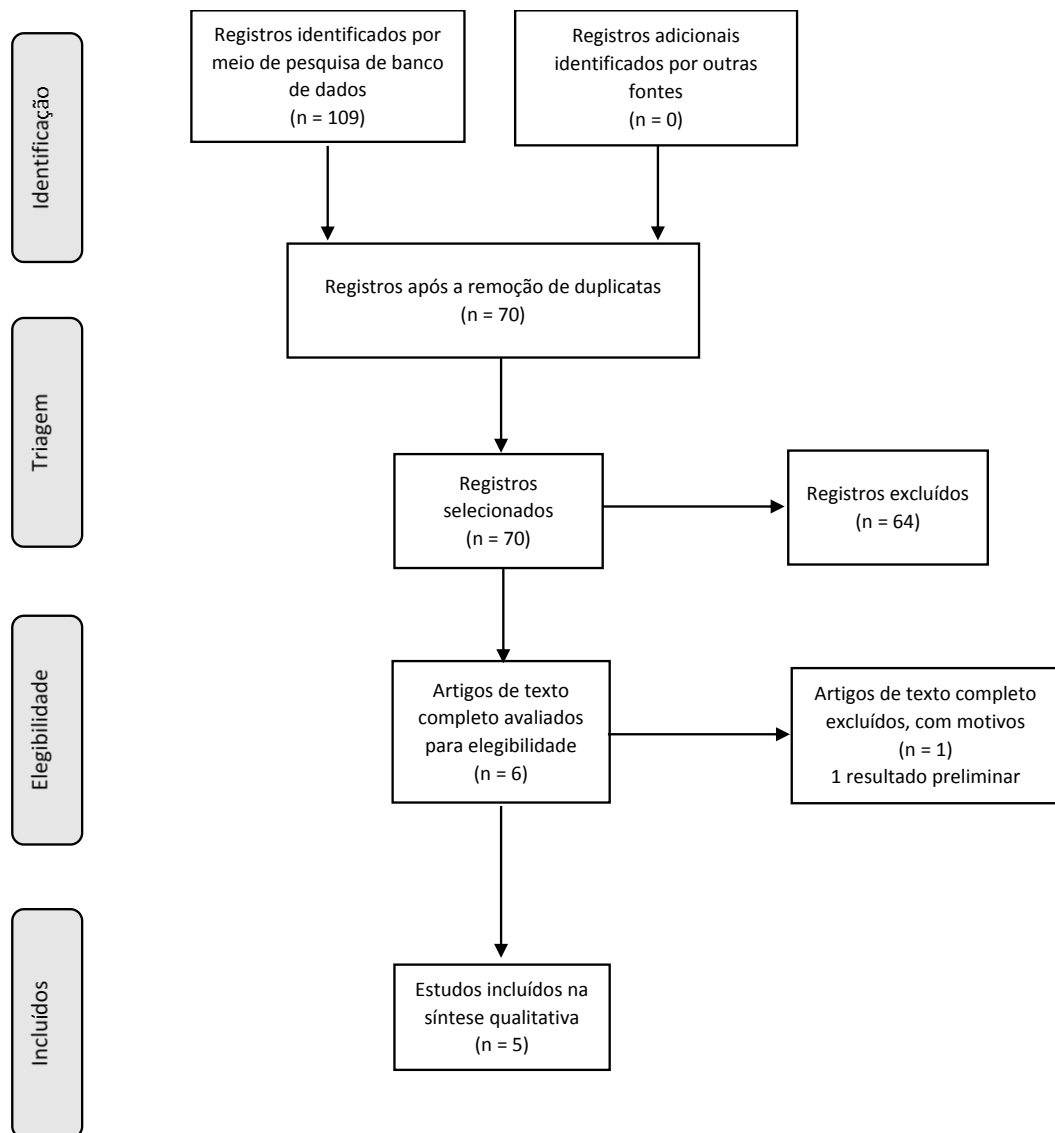 Identificação
Registros identificados por
meio de pesquisa de banco
de dados
(n = 109)
Registros adicionais
identificados por outras
fontes
(n = 0)
Registros após a remoção de duplicatas
(n = 70)
Triagem
Registros
selecionados
(n = 70)
Registros excluídos
(n = 64)
Elegibilidade
Artigos de texto
completo avaliados
para elegibilidade
(n = 6)
Artigos de texto completo
excluídos, com motivos
(n = 1)
1 resultado preliminar
Incluídos
Estudos incluídos na
síntese qualitativa
(n = 5)